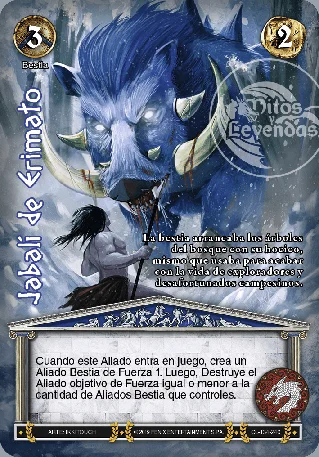 3
2
Bestia
Mitos
y
Leyendas
Jabalí de Erimato
La bestia arrancaba los árboles
del bosque con su hocico,
mismo que usaba para acabar
con la vida de exploradores y
desafortunados campesinos.
Cuando este Aliado entra en juego, crea un
Aliado Bestia de Fuerza 1. Luego, Destruye el
Aliado objetivo de Fuerza igual o menor a la
cantidad de Aliados Bestia que controles.